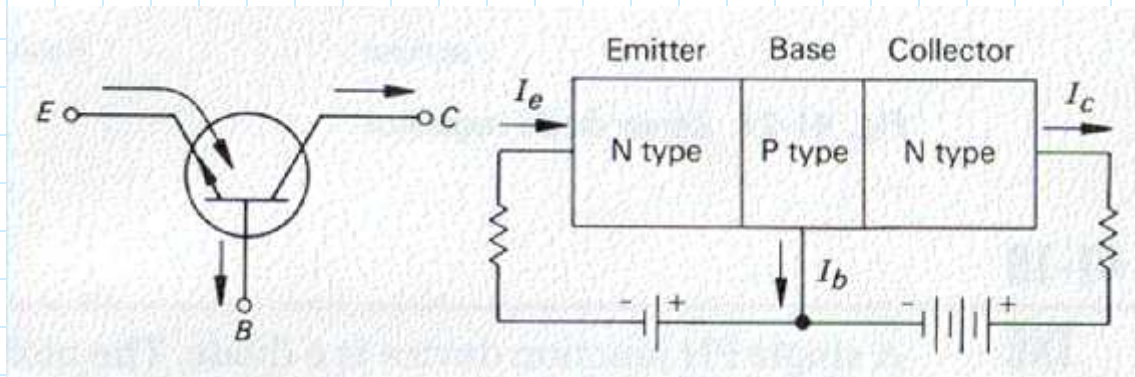 E
C
B
Emitter Base Collector
I_e
I_c
N type
P type
N type
I_b
- +
- +